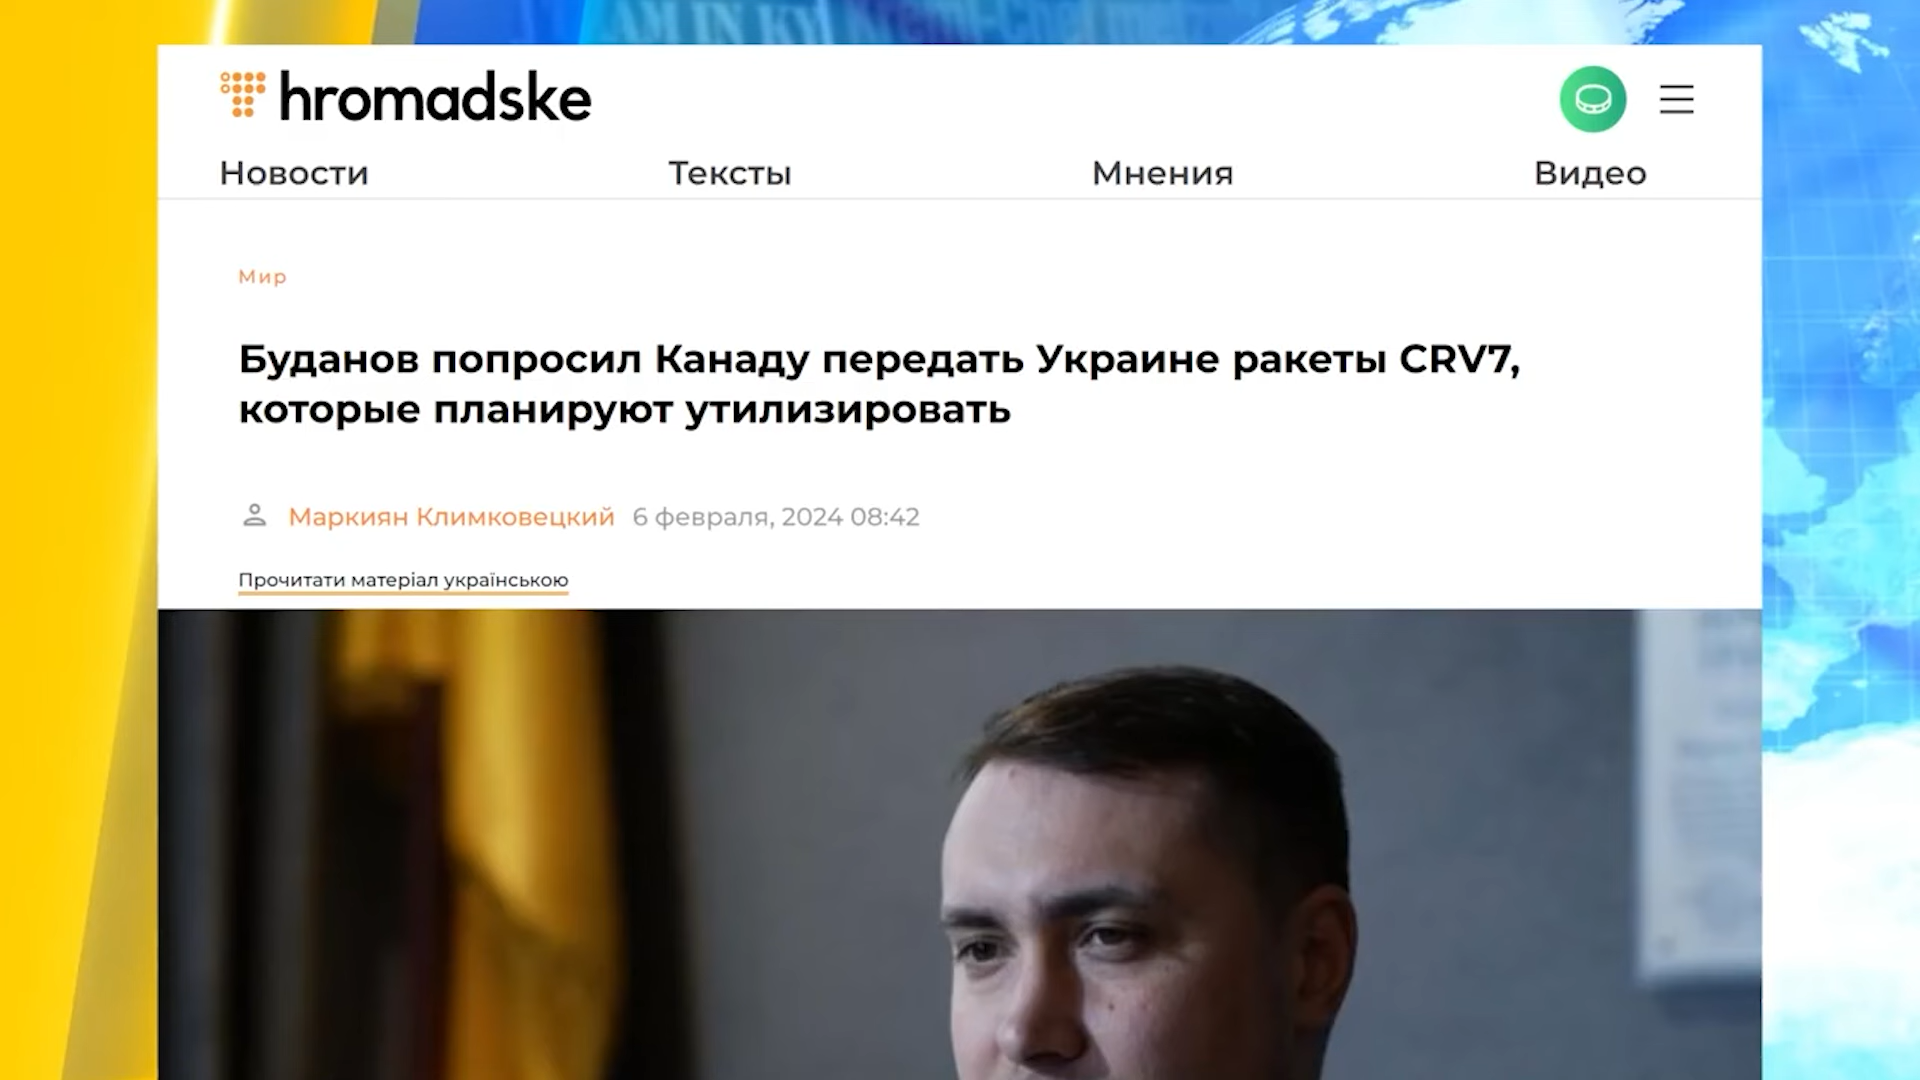 hromadske
Новости
Тексты
Мнения
Видео
Мир
Буданов попросил Канаду передать Украине ракеты CRV7,
которые планируют утилизировать
Маркиян Климковецкий 6 февраля, 2024 08:42
Прочитати матеріал українською